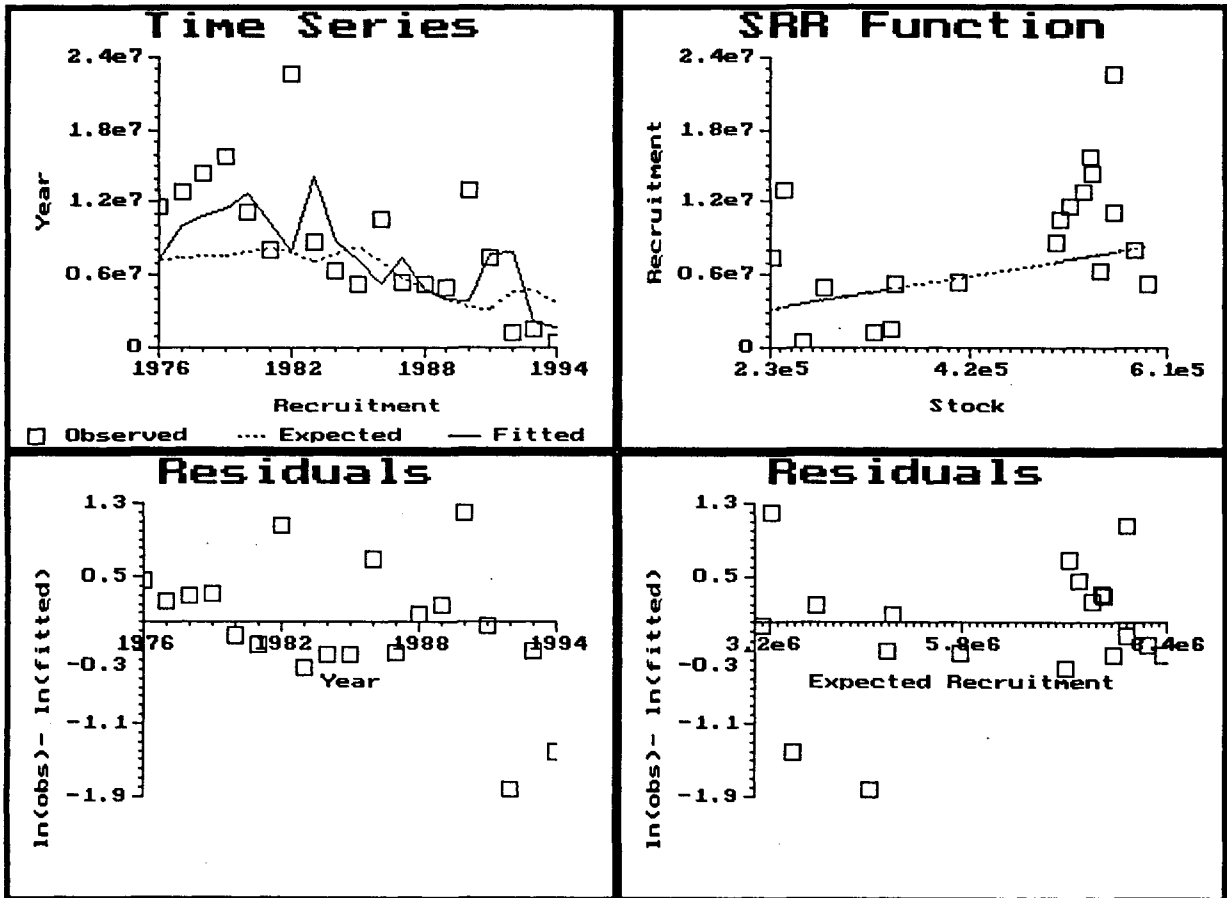 Time Series
2.4e7
1.8e7
1.2e7
0.6e7
0
Year
1976
1982
1988
1994
Recruitment
Observed
Expected
Fitted
SRR Function
2.4e7
1.8e7
1.2e7
0.6e7
0
Recruitment
2.3e5
4.2e5
6.1e5
Stock
Residuals
1.3
0.5
-0.3
-1.1
-1.9
ln(obs)- ln(fitted)
1976
1982
1988
1994
Year
Residuals
1.3
0.5
-0.3
-1.1
-1.9
ln(obs)- ln(fitted)
3.2e6
5.8e6
8.4e6
Expected Recruitment